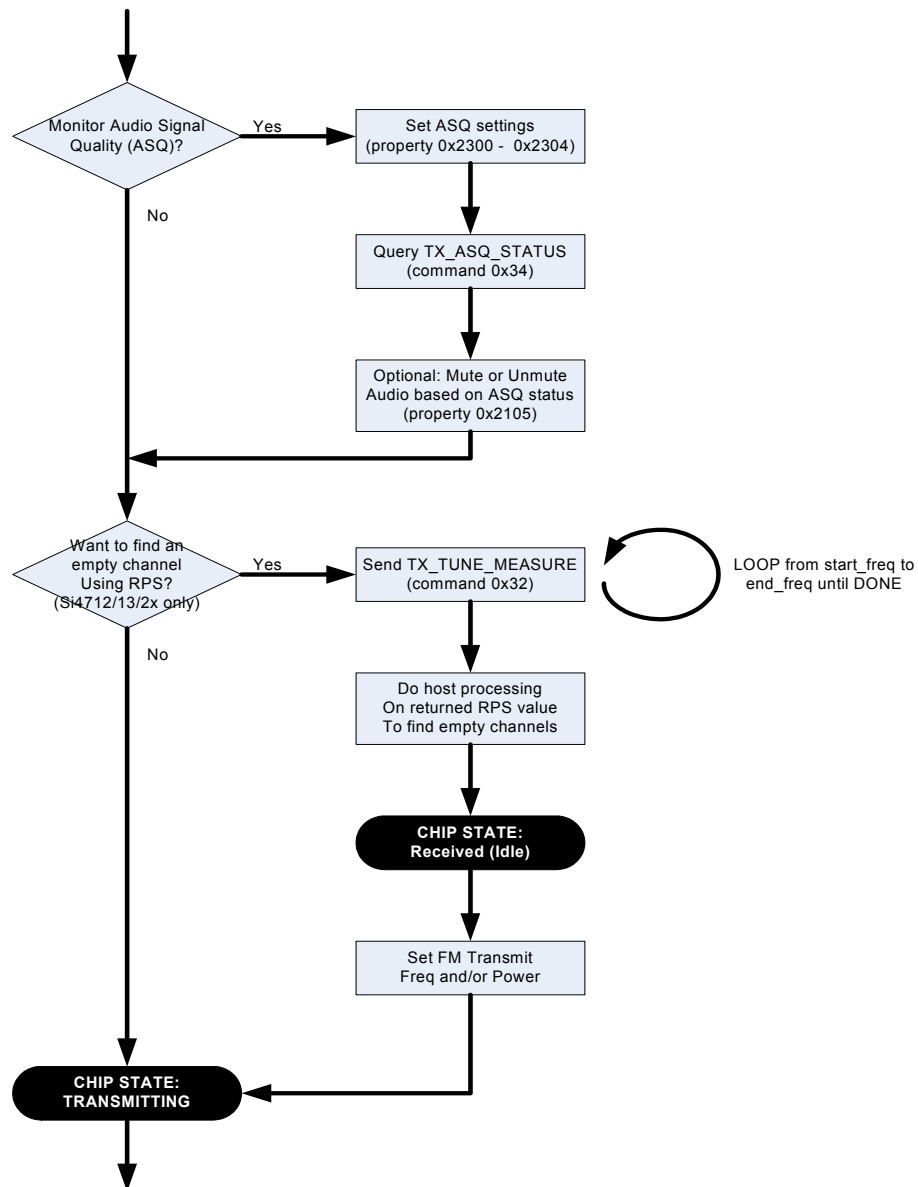 Monitor Audio Signal
Quality (ASQ)?
Yes
Set ASQ settings
(property 0x2300 - 0x2304)
No
Query TX_ASQ_STATUS
(command 0x34)
Optional: Mute or Unmute
Audio based on ASQ status
(property 0x2105)
Want to find an
empty channel
Using RPS?
(Si4712/13/2x only)
Yes
Send TX_TUNE_MEASURE
(command 0x32)
LOOP from start_freq to
end_freq until DONE
No
Do host processing
On returned RPS value
To find empty channels
CHIP STATE:
Received (Idle)
Set FM Transmit
Freq and/or Power
CHIP STATE:
TRANSMITTING